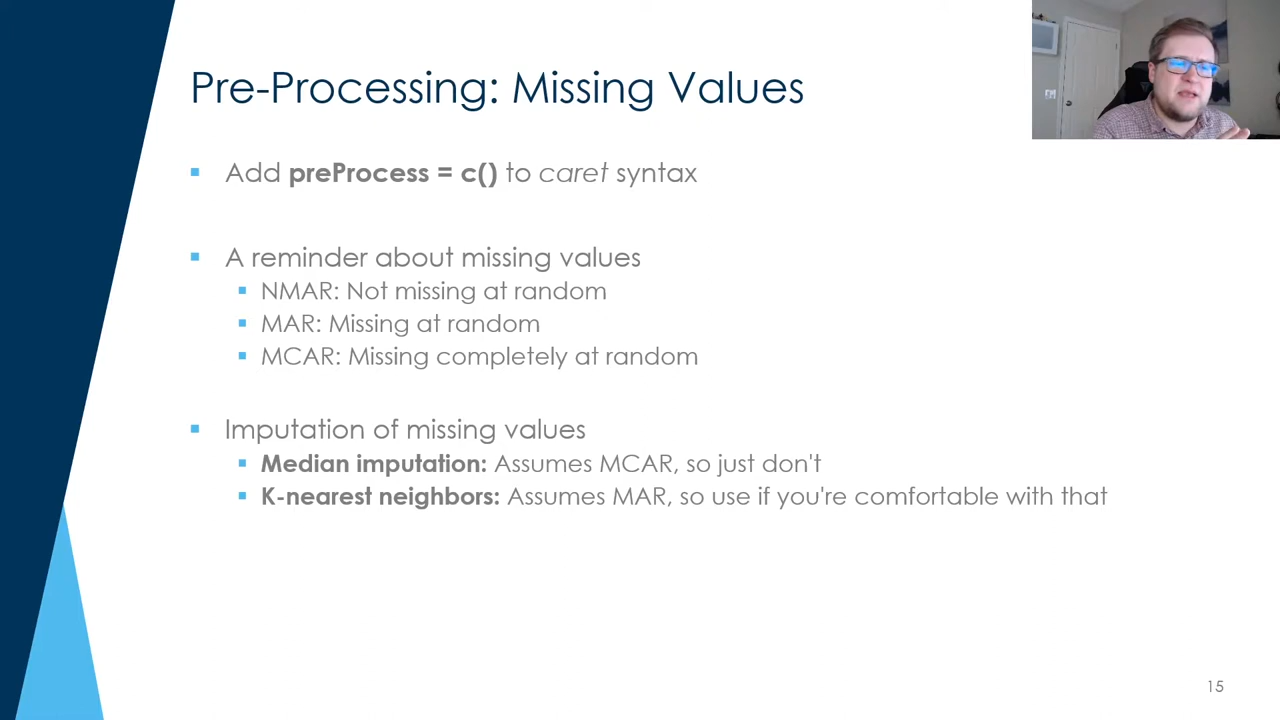 Pre-Processing: Missing Values
Add preProcess = c() to caret syntax
A reminder about missing values
NMAR: Not missing at random
MAR: Missing at random
MCAR: Missing completely at random
Imputation of missing values
Median imputation: Assumes MCAR, so just don't
K-nearest neighbors: Assumes MAR, so use if you're comfortable with that
15